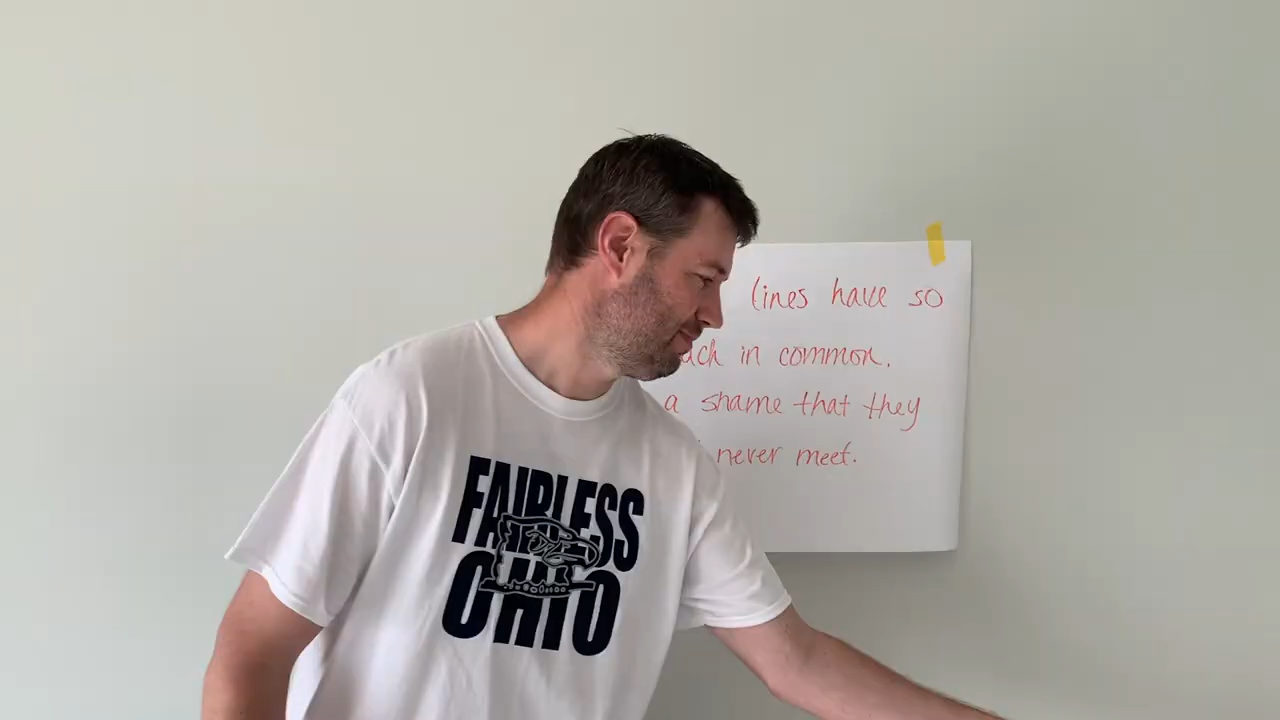 lines have so
in common.
a shame that they
never meet.
FAIRLESS
OHIO